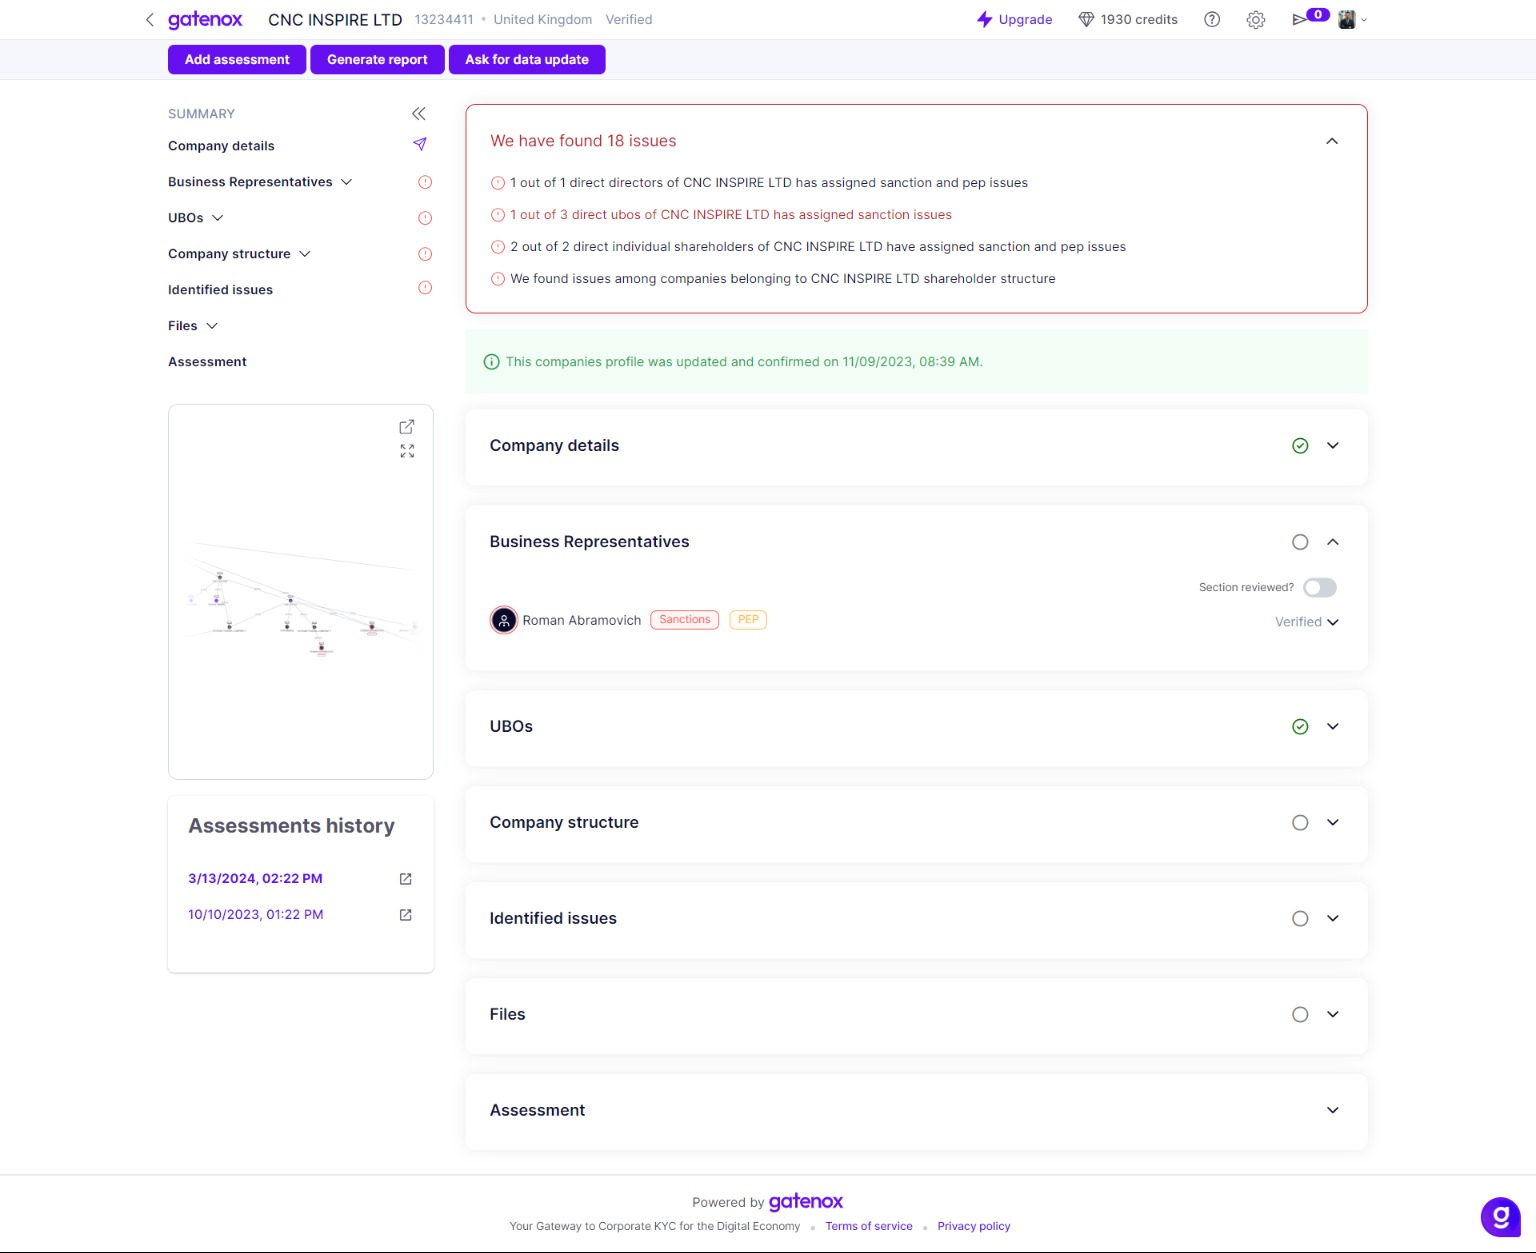 gatenox CNC INSPIRE LTD 13234411 • United Kingdom Verified Upgrade 1930 credits 0
Add assessment Generate report Ask for data update
SUMMARY
Company details
Business Representatives
UBOs
Company structure
Identified issues
Files
Assessment
Assessments history
3/13/2024, 02:22 PM
10/10/2023, 01:22 PM
We have found 18 issues
1 out of 1 direct directors of CNC INSPIRE LTD has assigned sanction and pep issues
1 out of 3 direct ubos of CNC INSPIRE LTD has assigned sanction issues
2 out of 2 direct individual shareholders of CNC INSPIRE LTD have assigned sanction and pep issues
We found issues among companies belonging to CNC INSPIRE LTD shareholder structure
This companies profile was updated and confirmed on 11/09/2023, 08:39 AM.
Company details
Business Representatives
Section reviewed?
Roman Abramovich Sanctions PEP Verified
UBOs
Company structure
Identified issues
Files
Assessment
Powered by gatenox
Your Gateway to Corporate KYC for the Digital Economy • Terms of service • Privacy policy
g